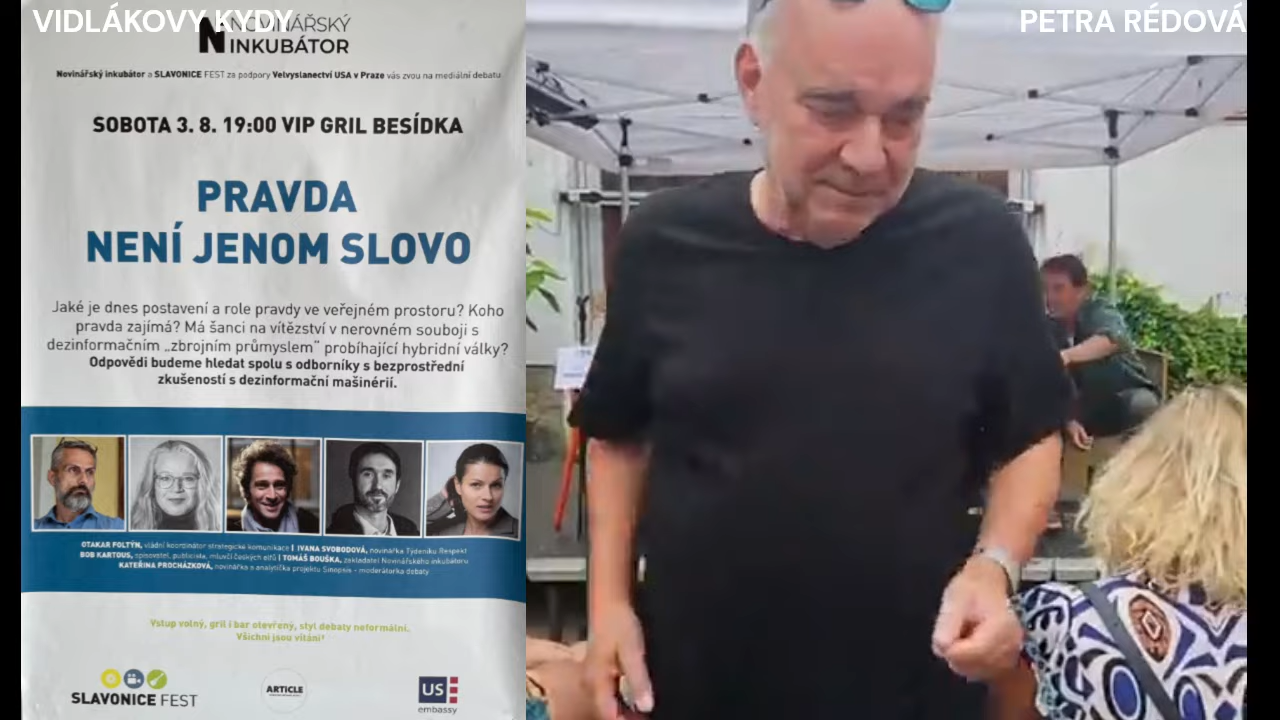 VIDLÁKOVY KYDY
PETRA RÉDOVÁ
NOVINÁŘSKÝ
INKUBÁTOR
Novinářský inkubátor a SLAVONICE FEST za podpory Velvyslanectví USA v Praze vás zvou na mediální debatu
SOBOTA 3. 8. 19:00 VIP GRIL BESÍDKA
PRAVDA
NENÍ JENOM SLOVO
Jaké je dnes postavení a role pravdy ve veřejném prostoru? Koho
pravda zajímá? Má šanci na vítězství v nerovném souboji s
dezinformačním „zbrojním průmyslem" probíhající hybridní války?
Odpovědi budeme hledat spolu s odborníky s bezprostřední
zkušeností s dezinformační mašinérií.
OTAKAR FOLTÝN, vládní koordinátor strategické komunikace | IVANA SVOBODOVÁ, novinářka Týdeníku Respekt
BOB KARTOUS, spisovatel, publicista, mluvčí českých elfů | TOMÁŠ BOUŠKA, zakladatel Novinářského inkubátoru
KATEŘINA PROCHÁZKOVÁ, novinářka a analytička projektu Sinopsis - moderátorka debaty
Vstup volný, gril i bar otevřený, styl debaty neformální.
Všichni jsou vítáni!
SLAVONICE FEST
ARTICLE
US
embassy